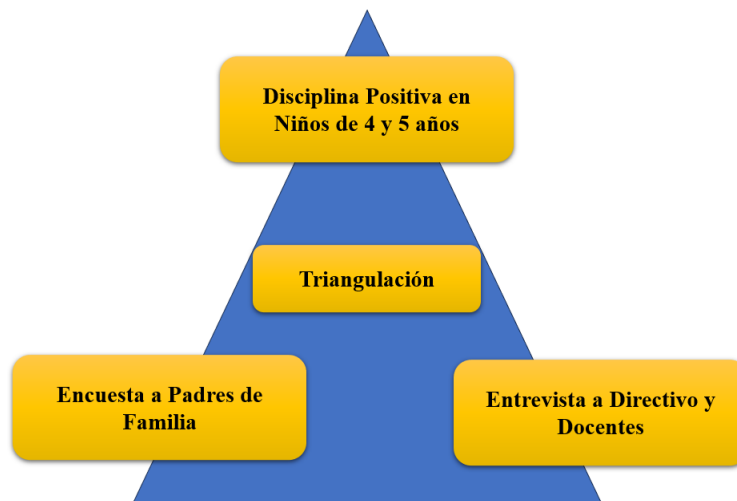 Disciplina Positiva en
Niños de 4 y 5 años
Triangulación
Encuesta a Padres de
Familia
Entrevista a Directivo y
Docentes